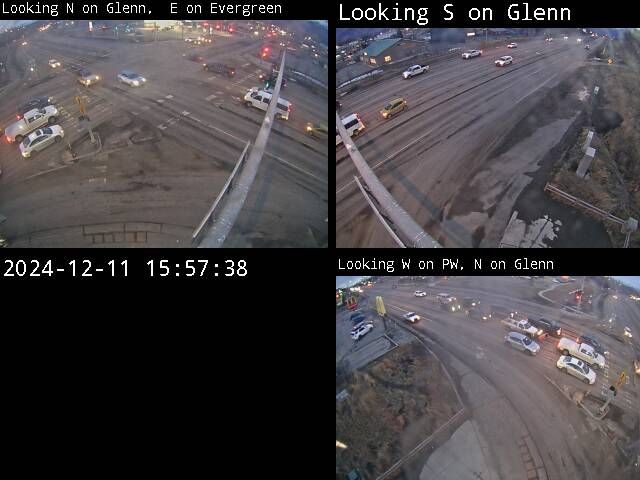 Looking N on Glenn, E on Evergreen
Looking S on Glenn
2024-12-11 15:57:38
Looking W on PW, N on Glenn